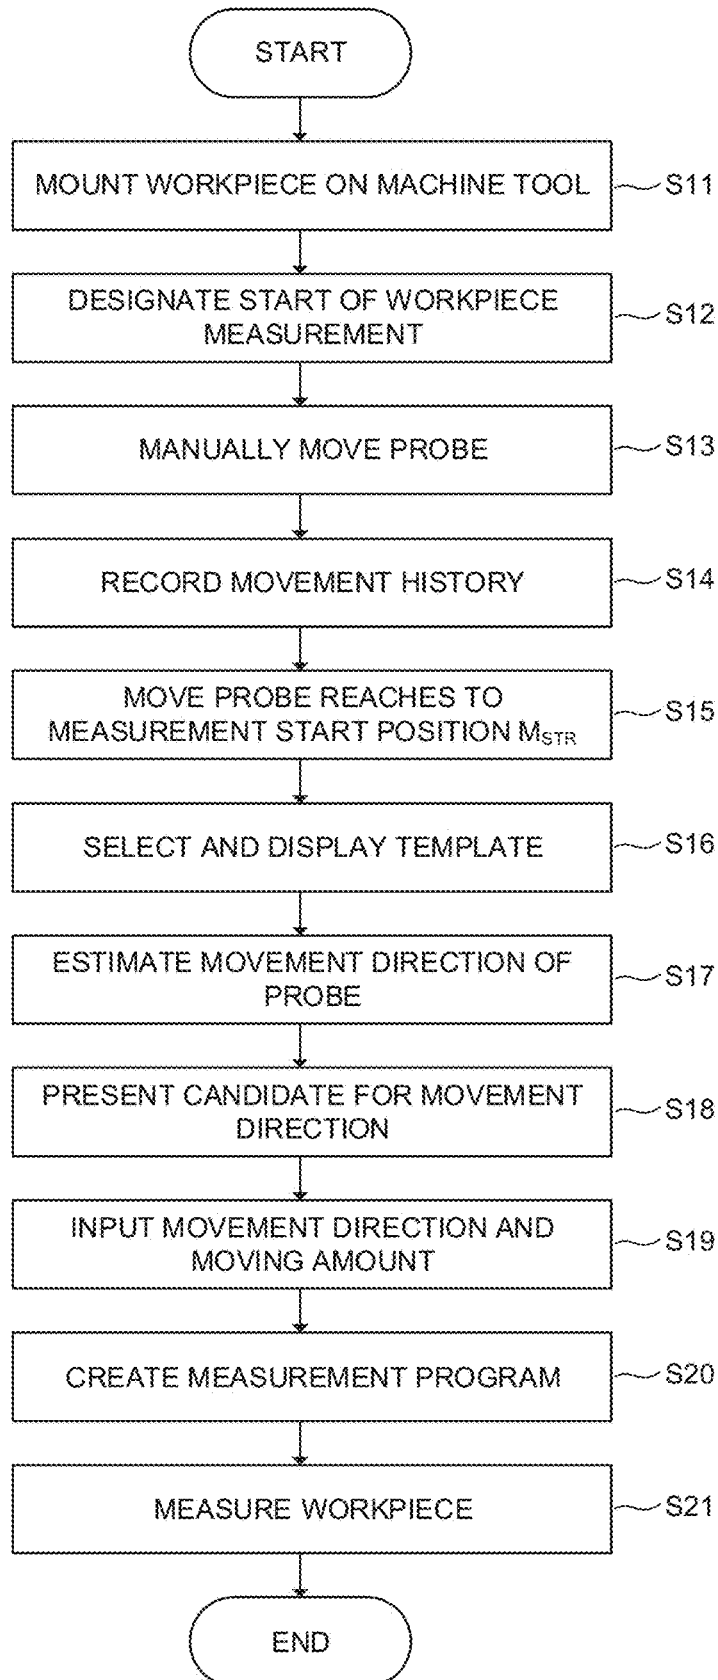 START
MOUNT WORKPIECE ON MACHINE TOOL
S11
DESIGNATE START OF WORKPIECE
MEASUREMENT
S12
MANUALLY MOVE PROBE
S13
RECORD MOVEMENT HISTORY
S14
MOVE PROBE REACHES TO
MEASUREMENT START POSITION MSTR
S15
SELECT AND DISPLAY TEMPLATE
S16
ESTIMATE MOVEMENT DIRECTION OF
PROBE
S17
PRESENT CANDIDATE FOR MOVEMENT
DIRECTION
S18
INPUT MOVEMENT DIRECTION AND
MOVING AMOUNT
S19
CREATE MEASUREMENT PROGRAM
S20
MEASURE WORKPIECE
S21
END